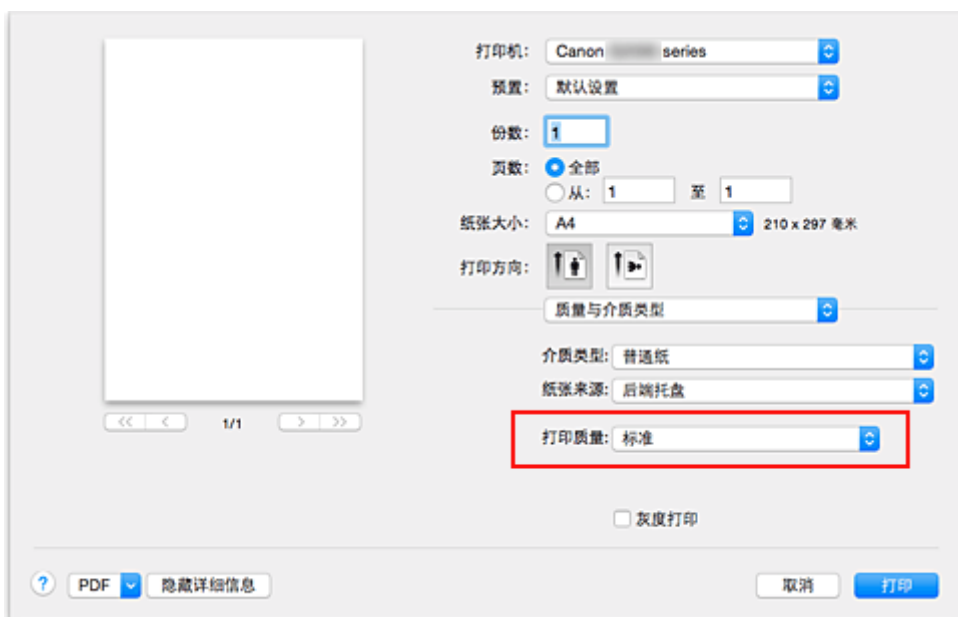 打印机: Canon series
预置: 默认设置
份数: 1
页数: 全部
从: 1 至 1
纸张大小: A4 210 x 297 毫米
打印方向:
质量与介质类型
介质类型: 普通纸
纸张来源: 后端托盘
1/1
打印质量: 标准
灰度打印
? PDF 隐藏详细信息 取消 打印